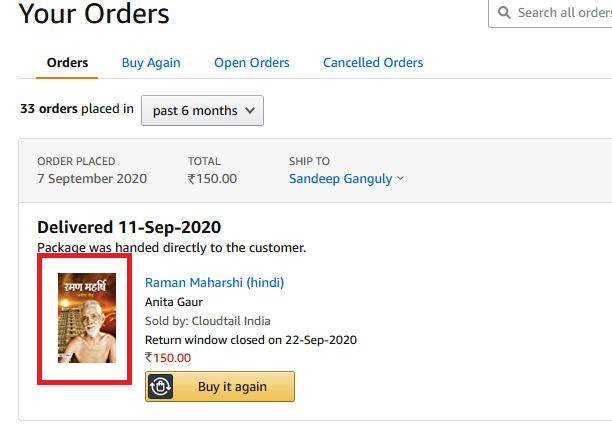 Your Orders
Search all orders
Orders
Buy Again
Open Orders
Cancelled Orders
33 orders placed in
past 6 months
ORDER PLACED
7 September 2020
TOTAL
₹150.00
SHIP TO
Sandeep Ganguly
Delivered 11-Sep-2020
Package was handed directly to the customer.
रमण महर्षि
Raman Maharshi (hindi)
Anita Gaur
Sold by: Cloudtail India
Return window closed on 22-Sep-2020
₹150.00
Buy it again